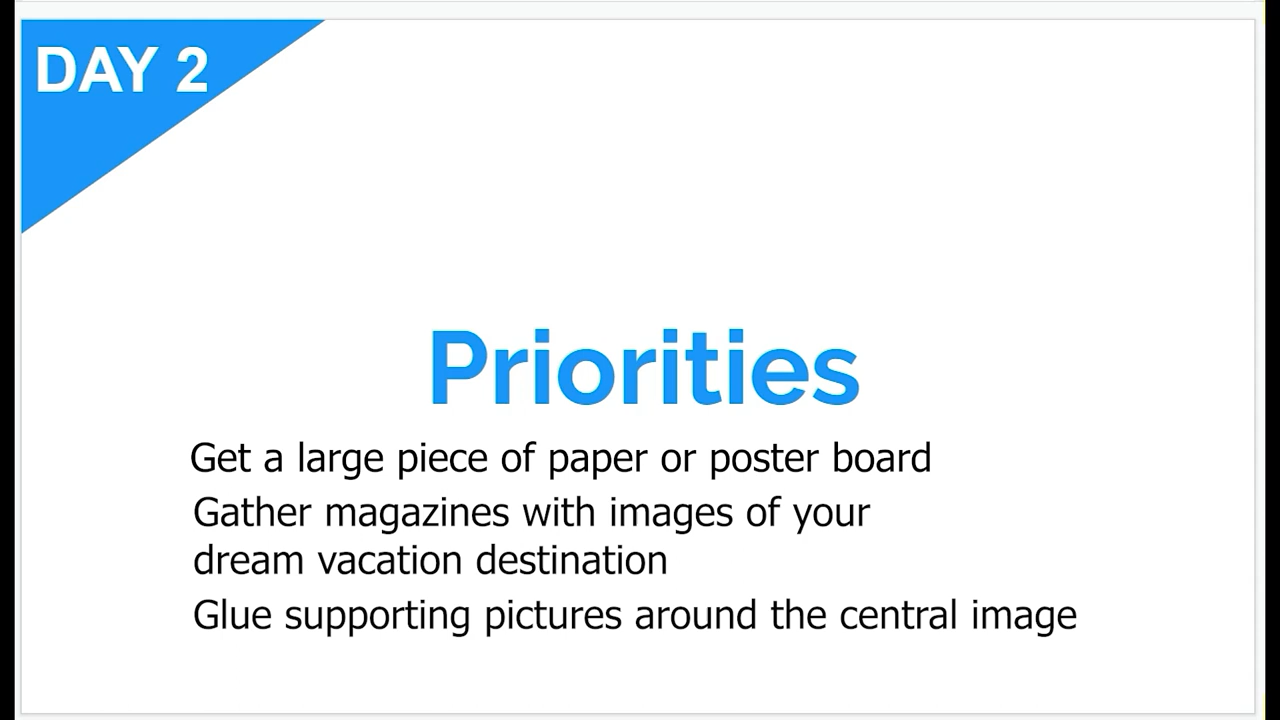 DAY 2
Priorities
Get a large piece of paper or poster board
Gather magazines with images of your
dream vacation destination
Glue supporting pictures around the central image